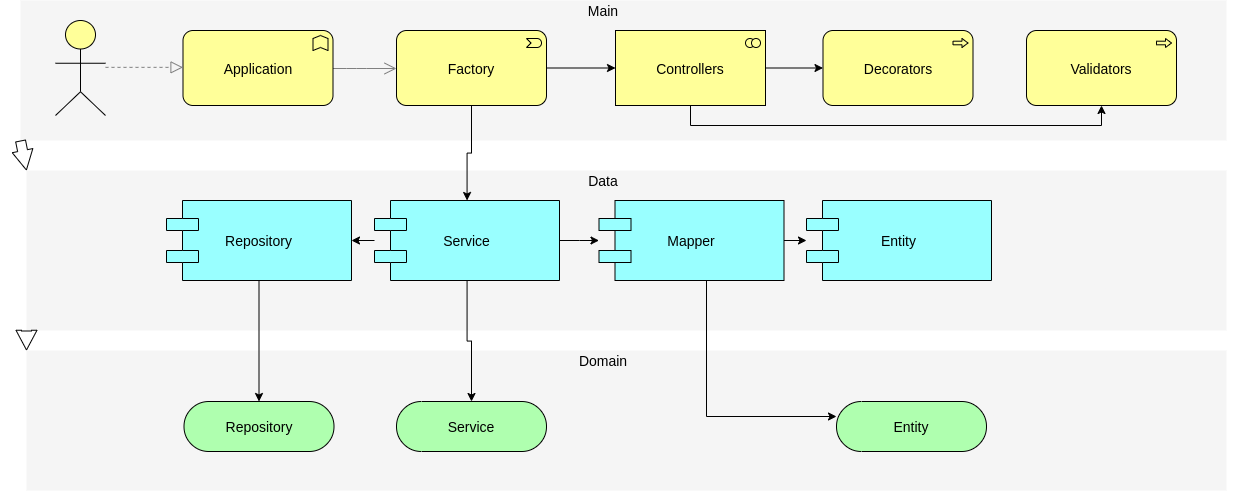 Main
Application
Factory
Controllers
Decorators
Validators
Data
Repository
Service
Mapper
Entity
Domain
Repository
Service
Entity